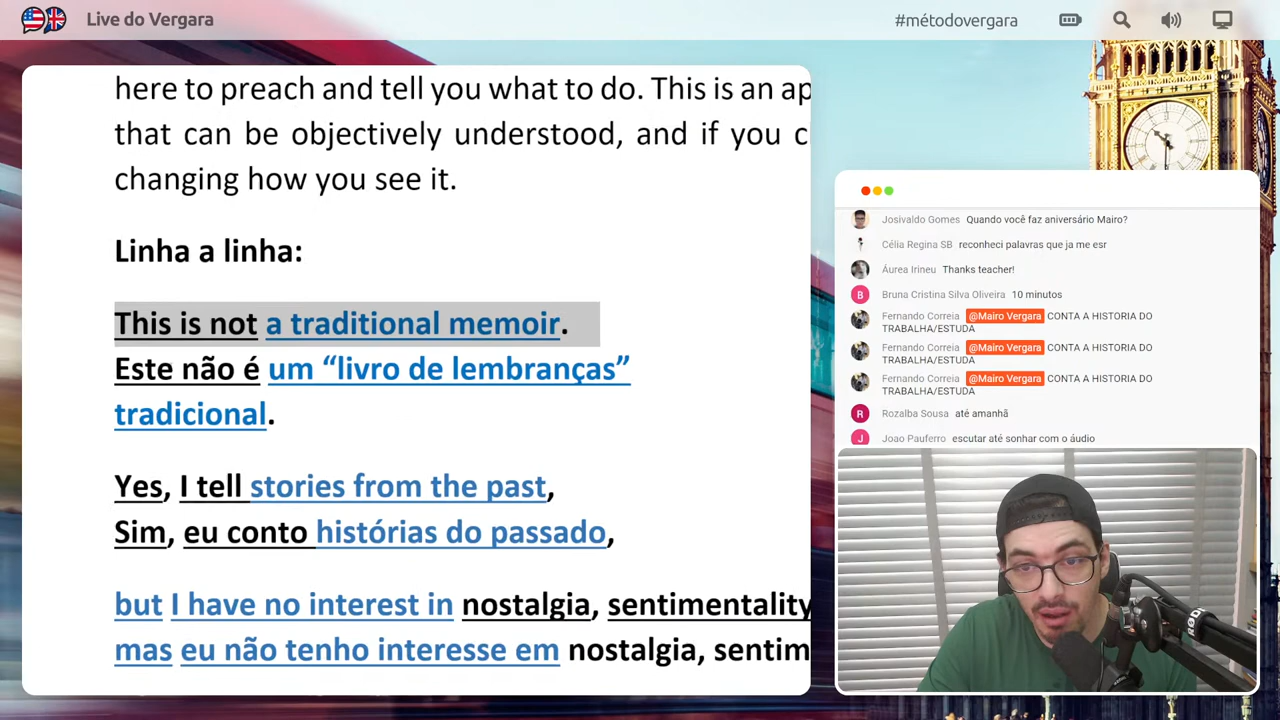 Live do Vergara
#métodovergara
here to preach and tell you what to do. This is an ap
that can be objectively understood, and if you c
changing how you see it.
Linha a linha:
This is not a traditional memoir.
Este não é um “livro de lembranças”
tradicional.
Yes, I tell stories from the past,
Sim, eu conto histórias do passado,
but I have no interest in nostalgia, sentimentality
mas eu não tenho interesse em nostalgia, sentim
Josivaldo Gomes Quando você faz aniversário Mairo?
Célia Regina SB reconheci palavras que ja me esr
Áurea Irineu Thanks teacher!
B Bruna Cristina Silva Oliveira 10 minutos
Fernando Correia @Mairo Vergara CONTA A HISTORIA DO
TRABALHA/ESTUDA
Fernando Correia @Mairo Vergara CONTA A HISTORIA DO
TRABALHA/ESTUDA
Fernando Correia @Mairo Vergara CONTA A HISTORIA DO
TRABALHA/ESTUDA
R Rozalba Sousa até amanhã
J Joao Pauferro escutar até sonhar com o áudio
RØD